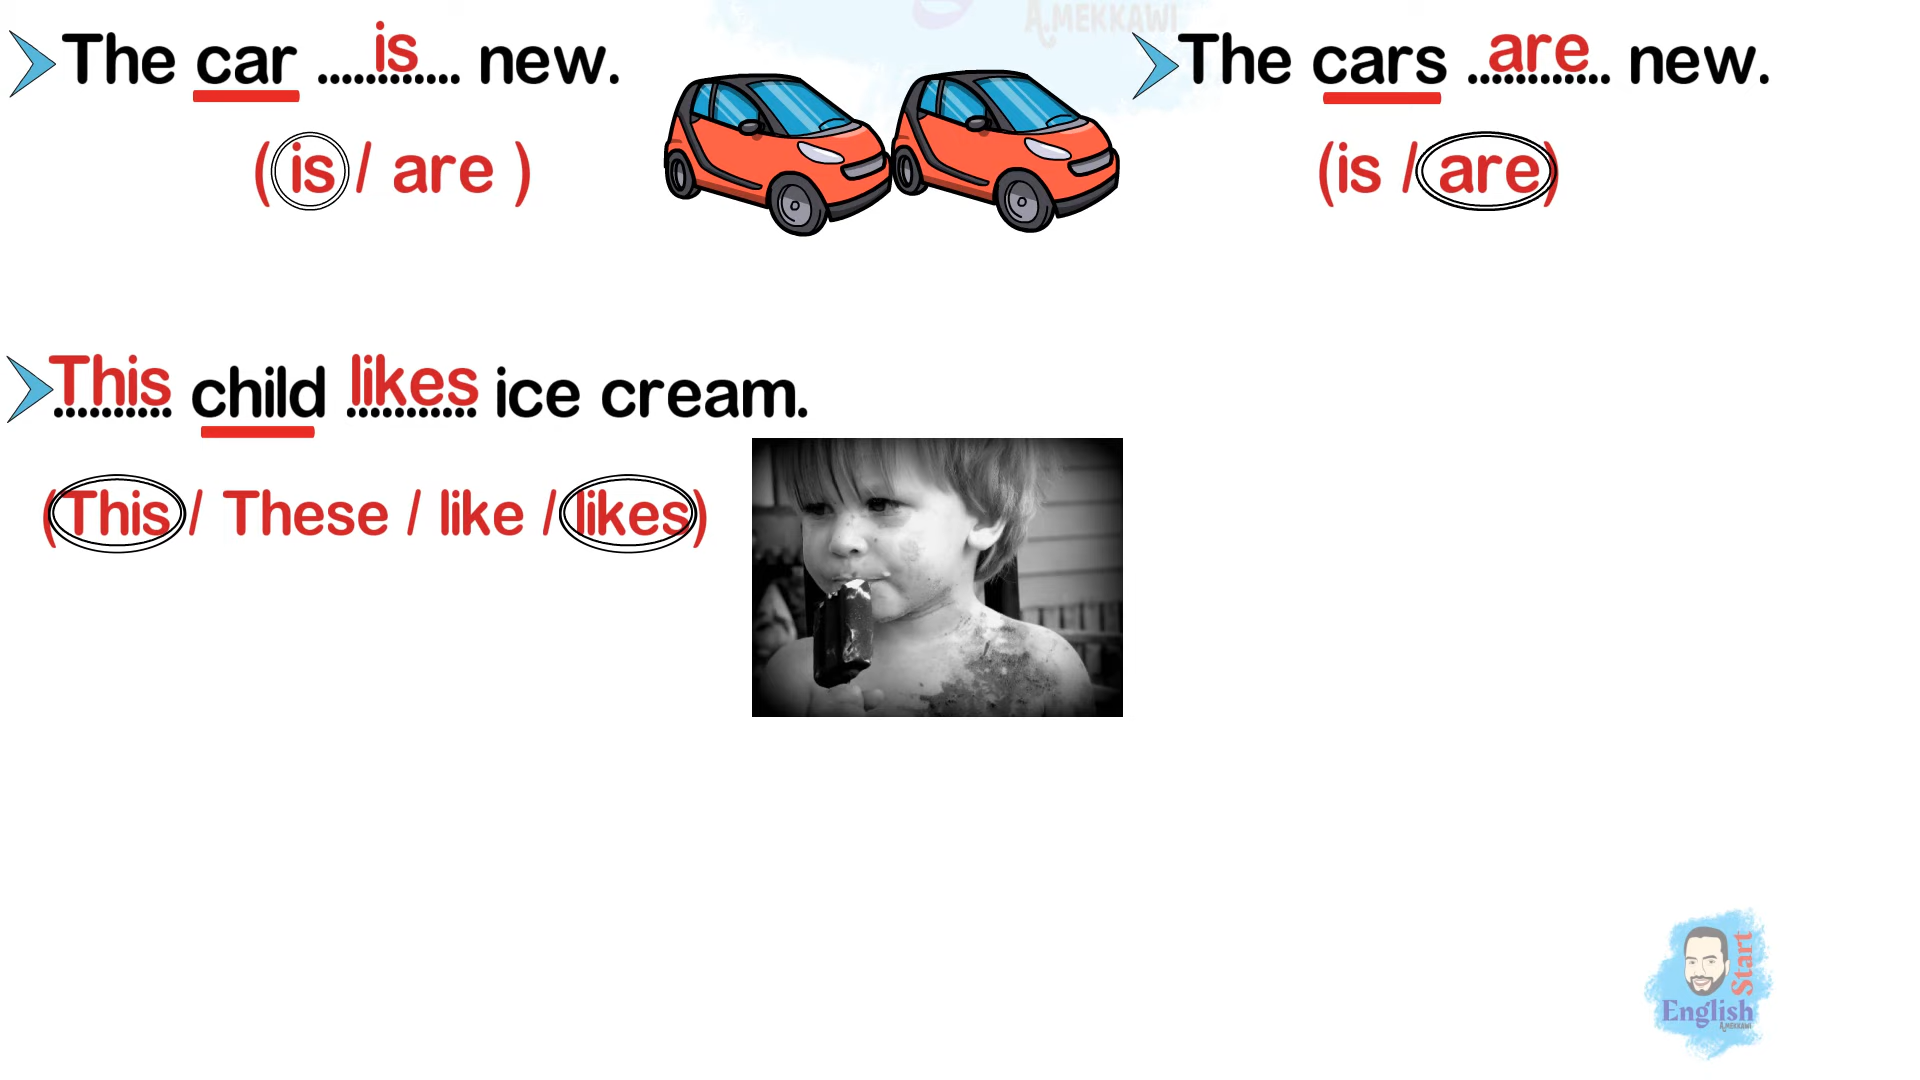 A.MEKKAWI
The car ............ new.
is
( is / are )
The cars ............ new.
are
(is / are)
.......... child ........... ice cream.
This likes
(This / These / like / likes)
Start
English
A.MEKKAWI